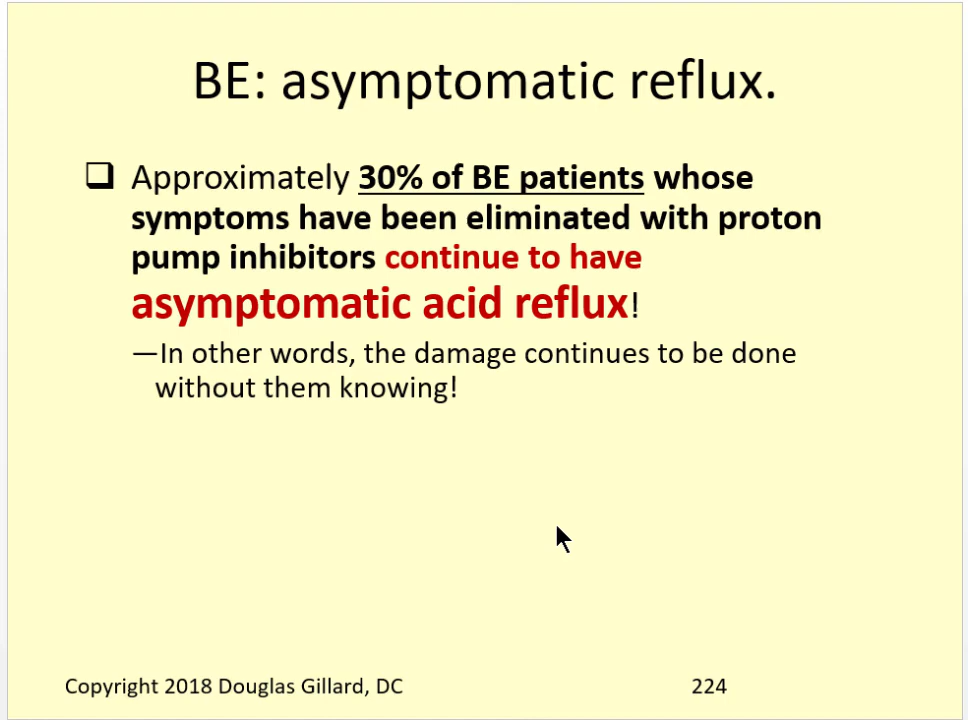 BE: asymptomatic reflux.
❑ Approximately 30% of BE patients whose
symptoms have been eliminated with proton
pump inhibitors continue to have
asymptomatic acid reflux!
—In other words, the damage continues to be done
without them knowing!
Copyright 2018 Douglas Gillard, DC 224